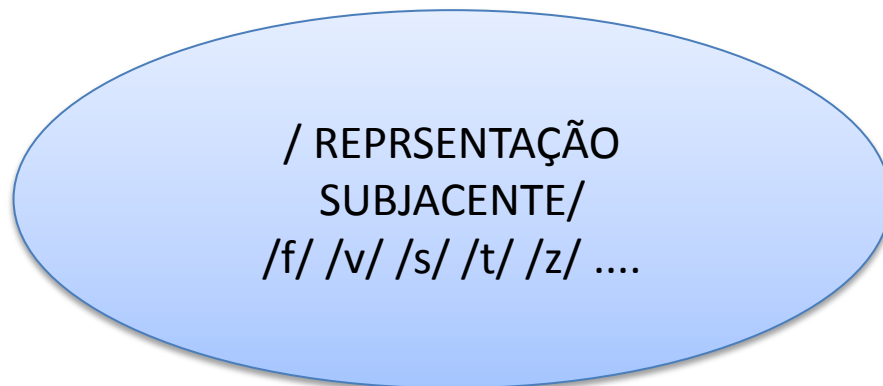 / REPRSENTAÇÃO
SUBJACENTE/
/f/ /v/ /s/ /t/ /z/ ....